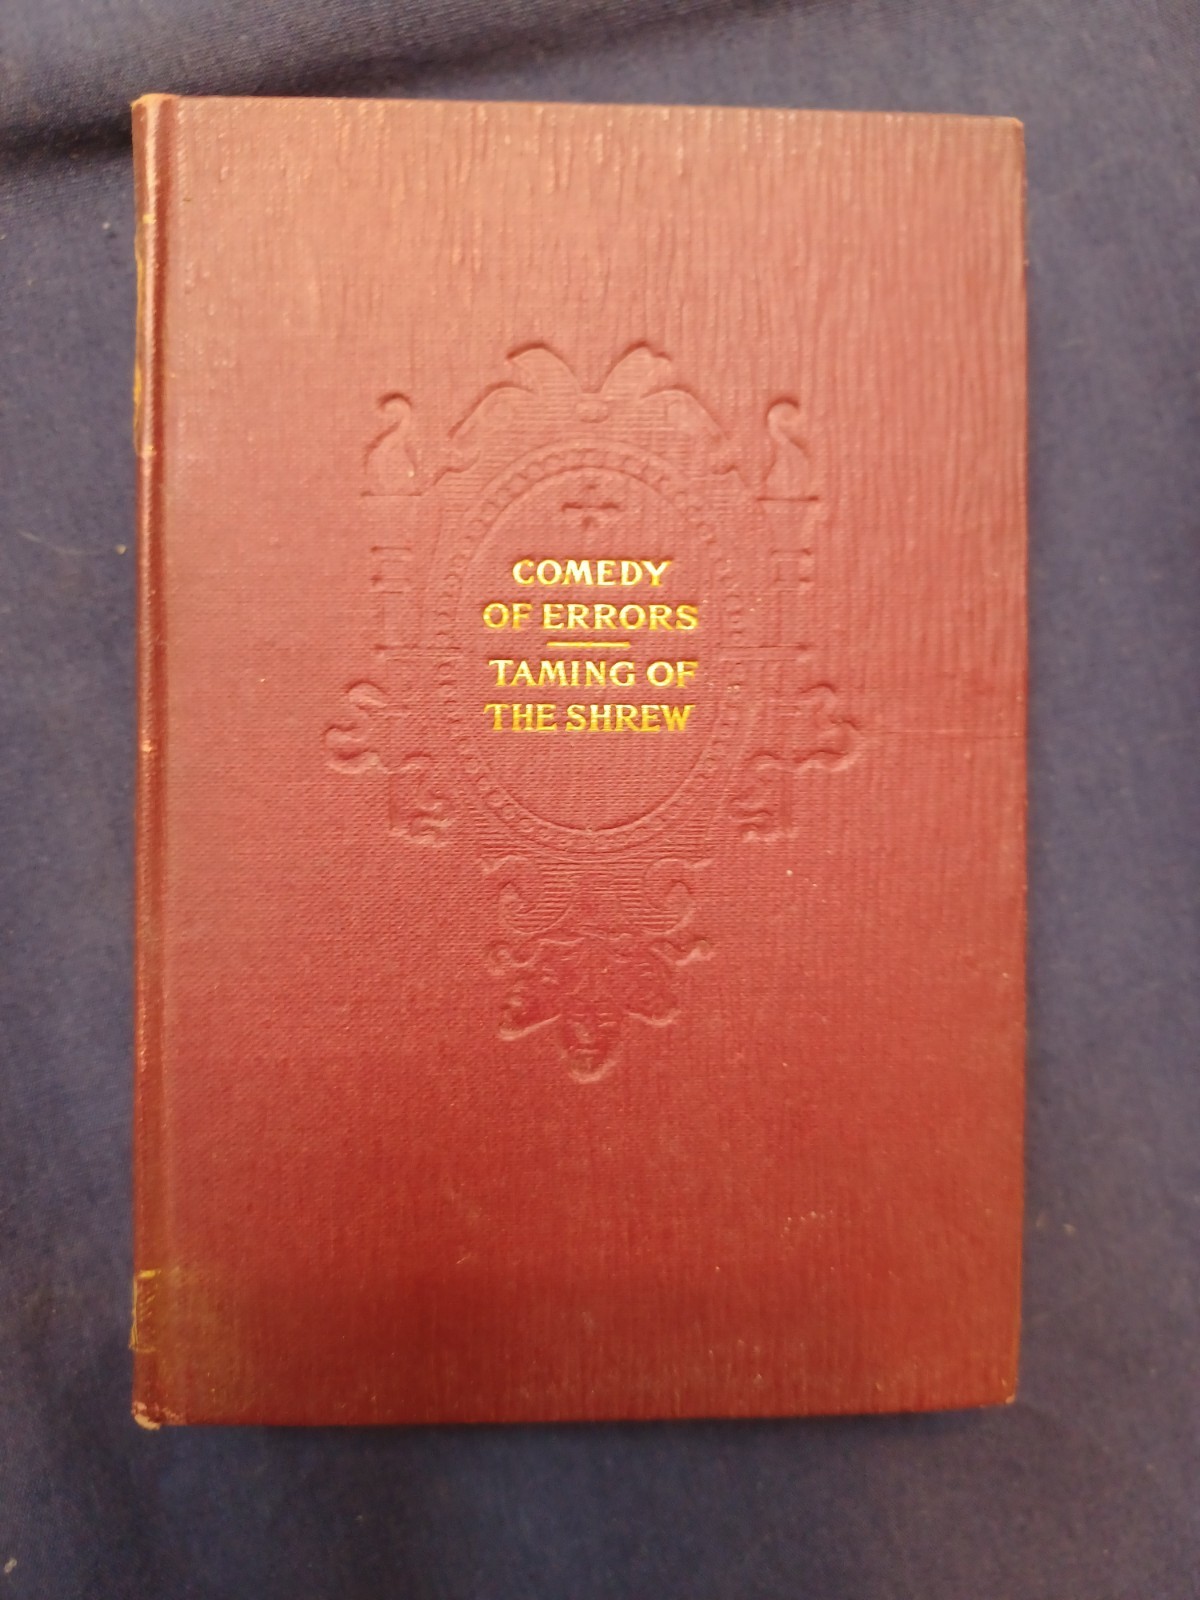 COMEDY
OF ERRORS
TAMING OF
THE SHREW